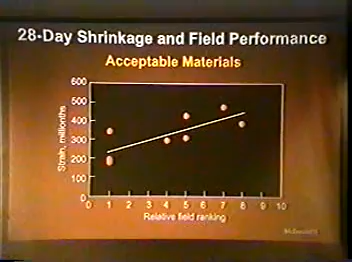 28-Day Shrinkage and Field Performance
Acceptable Materials
Strain, millionths
600
500
400
300
200
100
0
0 1 2 3 4 5 6 7 8 9 10
Relative field ranking
McDonald